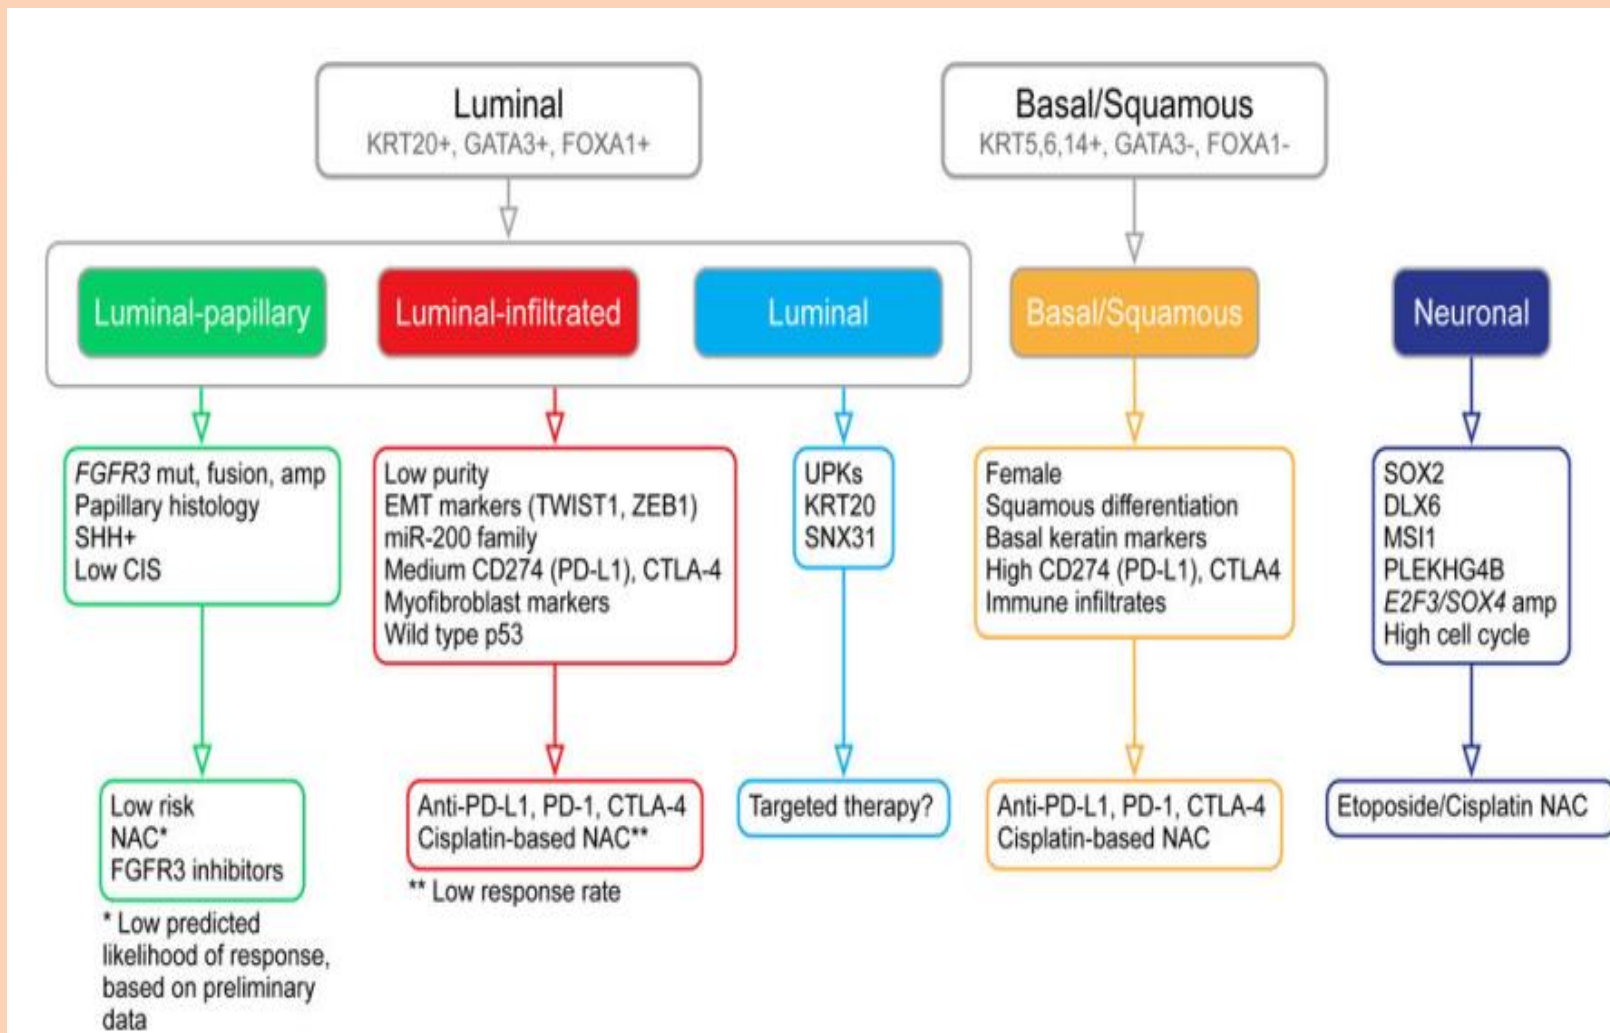 Luminal
KRT20+, GATA3+, FOXA1+
Basal/Squamous
KRT5,6,14+, GATA3-, FOXA1-
Luminal-papillary
Luminal-infiltrated
Luminal
Basal/Squamous
Neuronal
FGFR3 mut, fusion, amp
Papillary histology
SHH+
Low CIS
Low purity
EMT markers (TWIST1, ZEB1)
miR-200 family
Medium CD274 (PD-L1), CTLA-4
Myofibroblast markers
Wild type p53
UPKs
KRT20
SNX31
Female
Squamous differentiation
Basal keratin markers
High CD274 (PD-L1), CTLA4
Immune infiltrates
SOX2
DLX6
MSI1
PLEKHG4B
E2F3/SOX4 amp
High cell cycle
Low risk
NAC*
FGFR3 inhibitors
* Low predicted
likelihood of response,
based on preliminary
data
Anti-PD-L1, PD-1, CTLA-4
Cisplatin-based NAC**
** Low response rate
Targeted therapy?
Anti-PD-L1, PD-1, CTLA-4
Cisplatin-based NAC
Etoposide/Cisplatin NAC